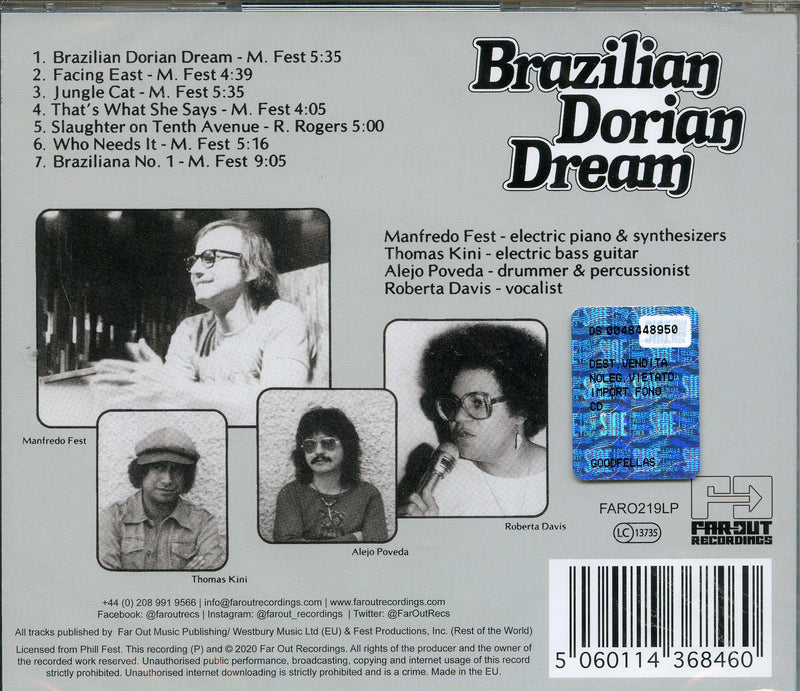 1. Brazilian Dorian Dream - M. Fest 5:35
2. Facing East - M. Fest 4:39
3. Jungle Cat - M. Fest 5:35
4. That's What She Says - M. Fest 4:05
5. Slaughter on Tenth Avenue - R. Rogers 5:00
6. Who Needs It - M. Fest 5:16
7. Braziliana No. 1 - M. Fest 9:05
Brazilian
Dorian
Dream
Manfredo Fest - electric piano & synthesizers
Thomas Kini - electric bass guitar
Alejo Poveda - drummer & percussionist
Roberta Davis - vocalist
DS 0048448950
DEST.VENDITA
NOLEG.VIETATO
IMPORT FONO
CD
SIAE
GOODFELLAS
Manfredo Fest
Thomas Kini
Alejo Poveda
Roberta Davis
FARO219LP
LC 13735
FAR OUT
RECORDINGS
+44 (0) 208 991 9566 | info@faroutrecordings.com | www.faroutrecordings.com
Facebook: @faroutrecs | Instagram: @farout_recordings | Twitter: @FarOutRecs
All tracks published by Far Out Music Publishing/ Westbury Music Ltd (EU) & Fest Productions, Inc. (Rest of the World)
Licensed from Phill Fest. This recording (P) and © 2020 Far Out Recordings. All rights of the producer and the owner of
the recorded work reserved. Unauthorised public performance, broadcasting, copying and internet usage of this record
strictly prohibited. Unauthorised internet downloading is strictly prohibited and is a crime. Made in the EU.
5 060114 368460